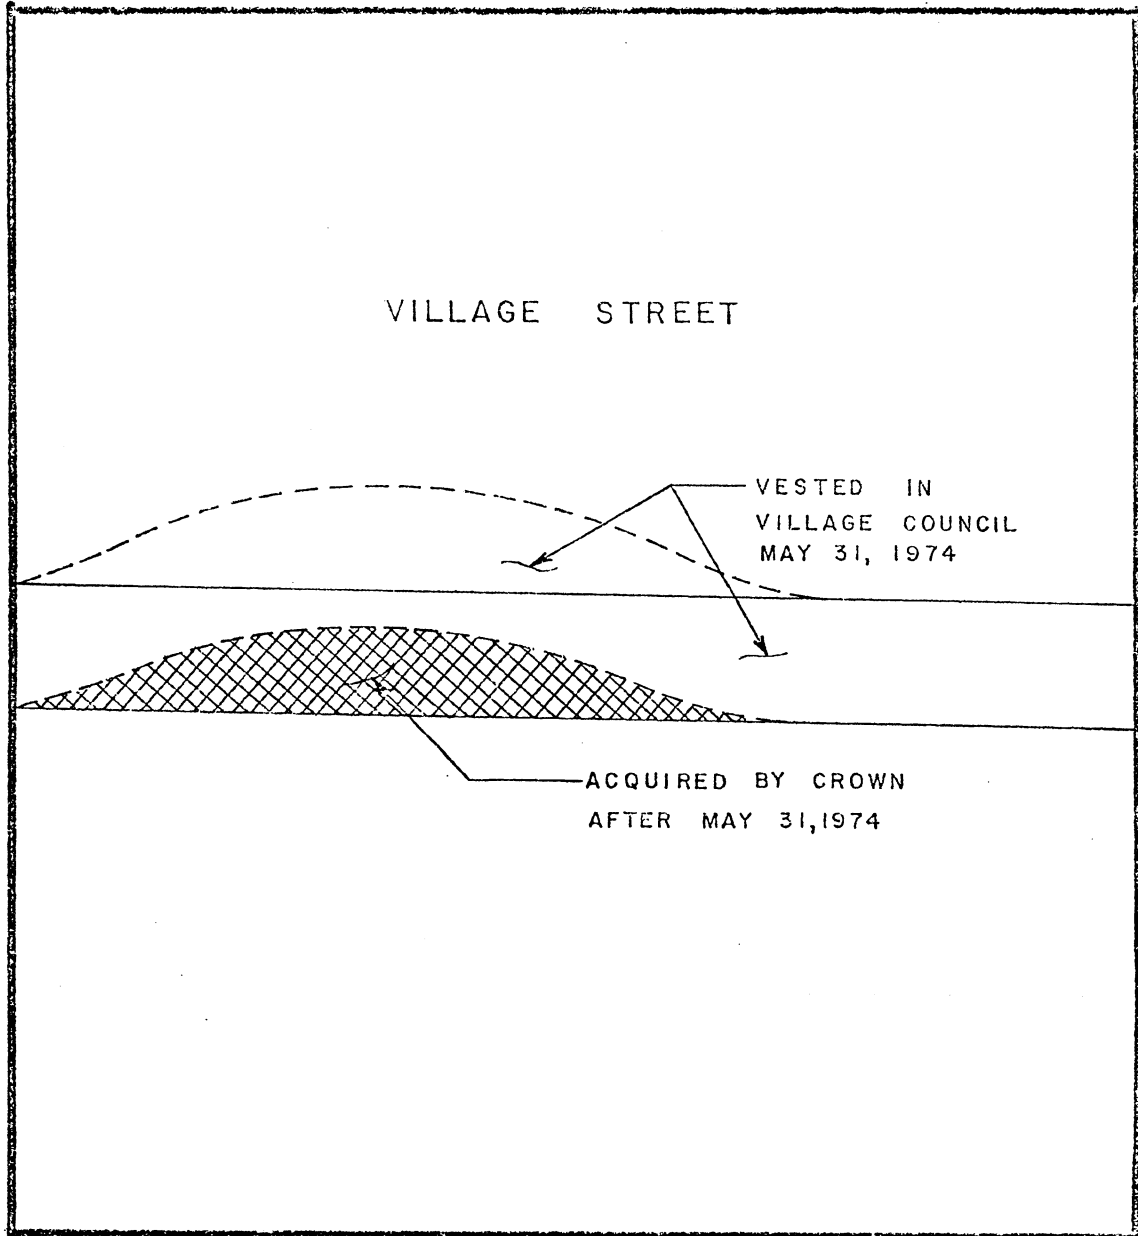 VILLAGE STREET
VESTED IN
VILLAGE COUNCIL
MAY 31, 1974
ACQUIRED BY CROWN
AFTER MAY 31, 1974